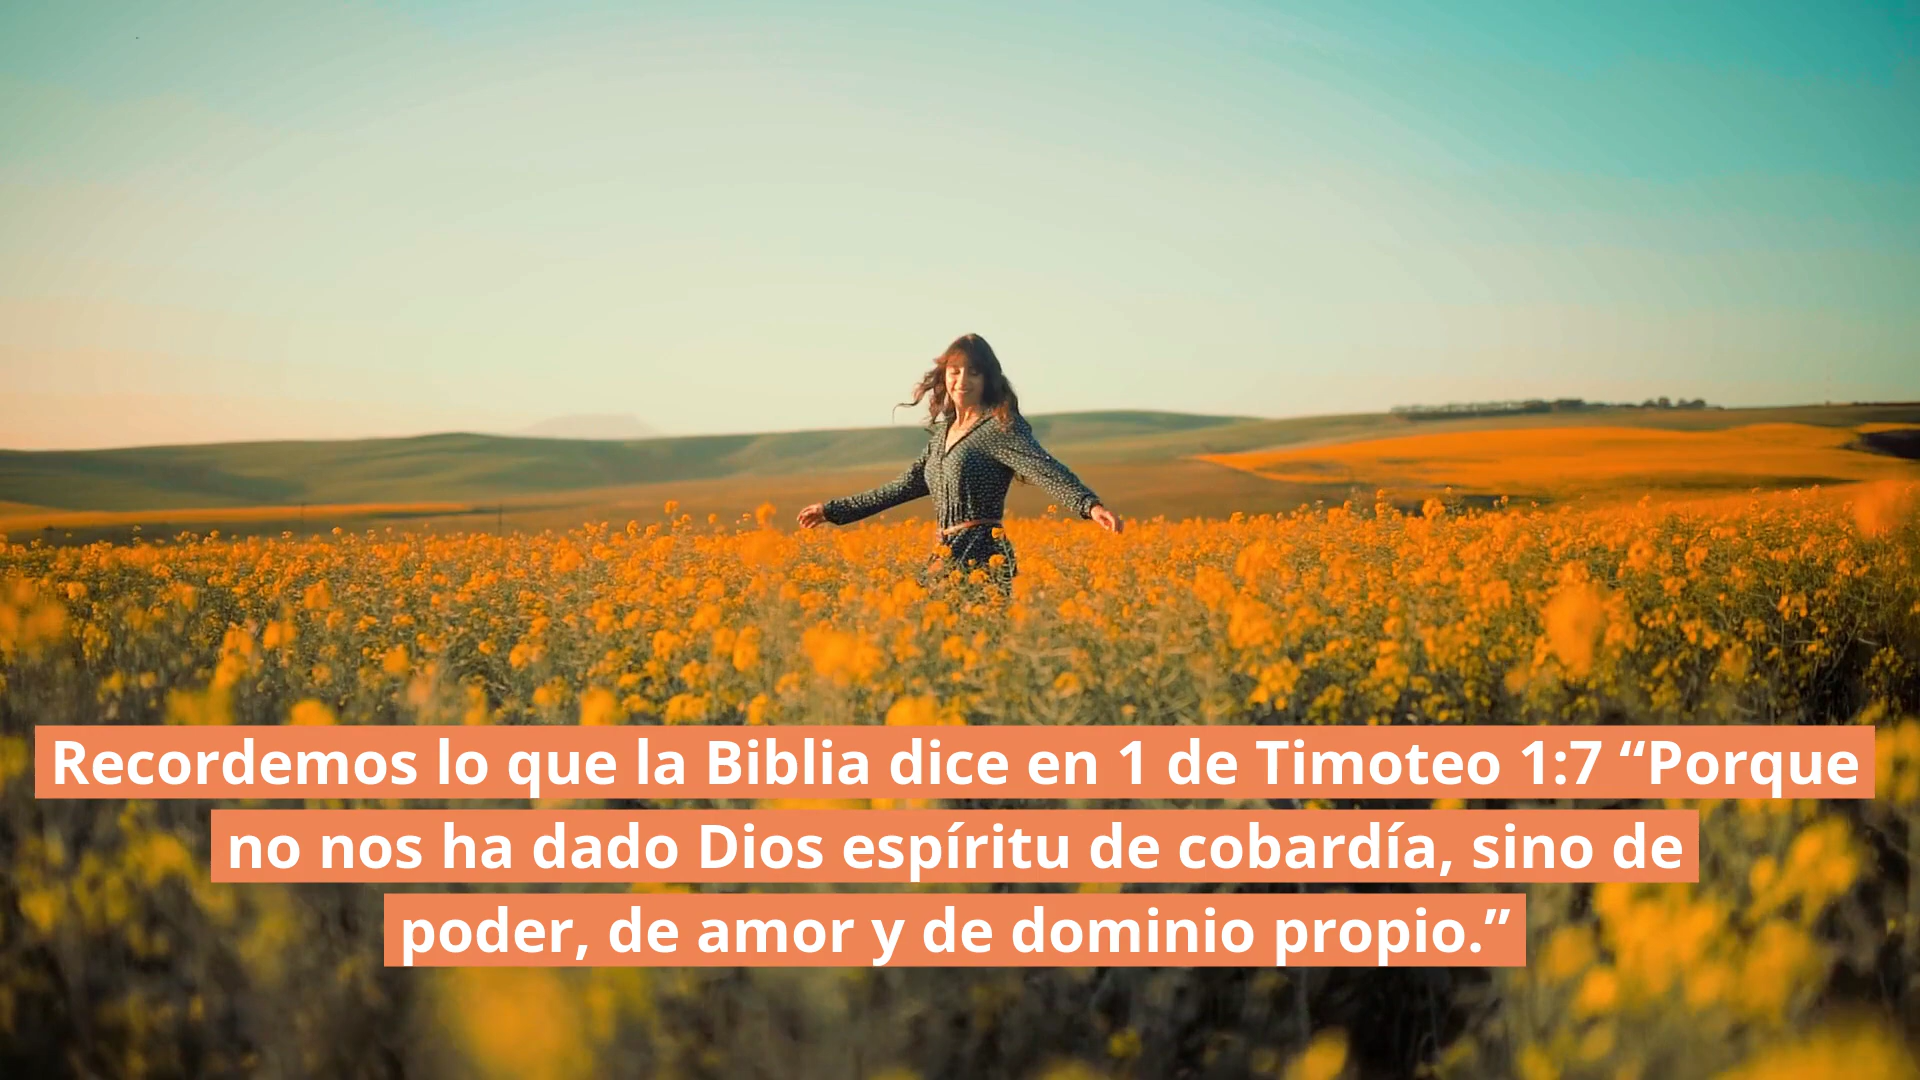 Recordemos lo que la Biblia dice en 1 de Timoteo 1:7 “Porque
no nos ha dado Dios espíritu de cobardía, sino de
poder, de amor y de dominio propio.”